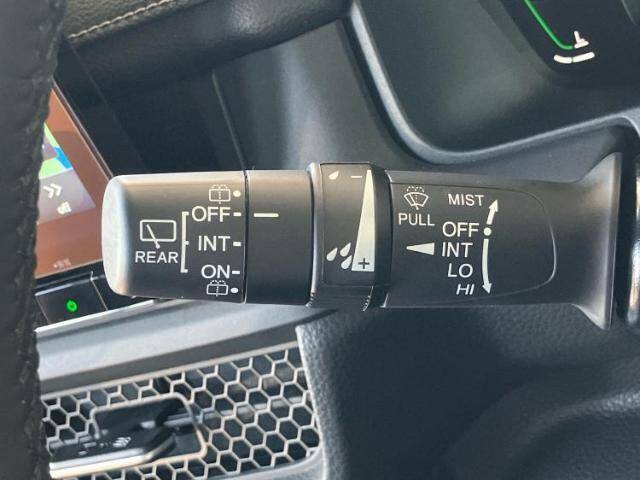 REAR
OFF
INT
ON
−
+
PULL
MIST
OFF
INT
LO
HI